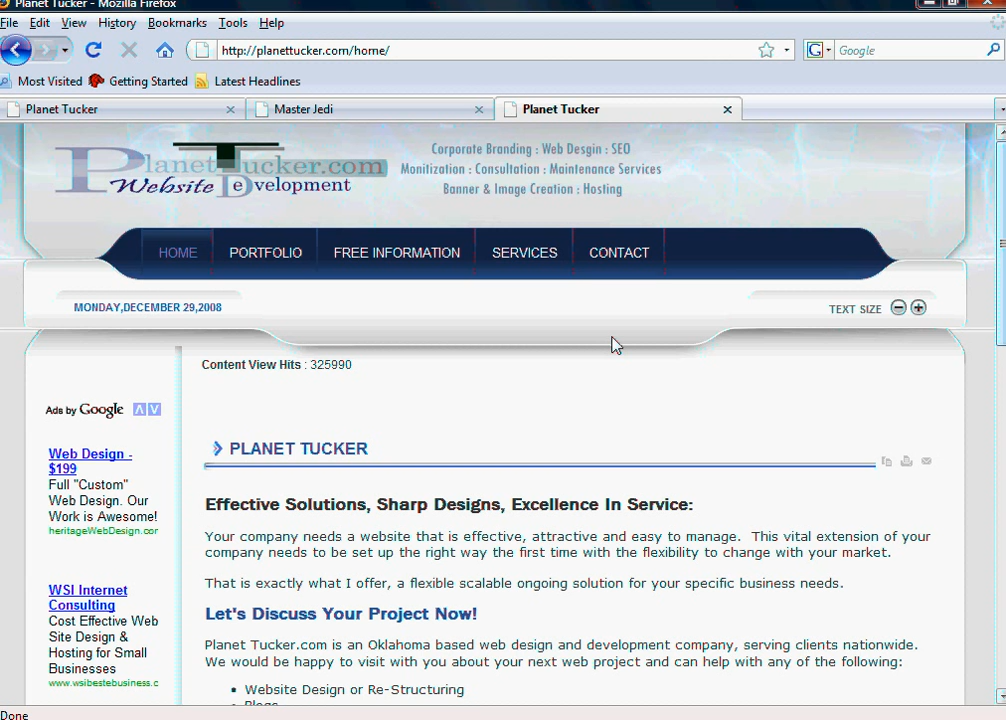 Planet Tucker - Mozilla Firefox
File Edit View History Bookmarks Tools Help
http://planettucker.com/home/
G Google
Most Visited Getting Started Latest Headlines
Planet Tucker Master Jedi Planet Tucker
PlanetTucker.com
Website Development
Corporate Branding : Web Desgin : SEO
Monitization : Consultation : Maintenance Services
Banner & Image Creation : Hosting
HOME PORTFOLIO FREE INFORMATION SERVICES CONTACT
MONDAY,DECEMBER 29,2008
TEXT SIZE
Content View Hits : 325990
Ads by Google
Web Design -
$199
Full "Custom"
Web Design. Our
Work is Awesome!
heritageWebDesign.cor
WSI Internet
Consulting
Cost Effective Web
Site Design &
Hosting for Small
Businesses
www.wsibestebusiness.c
PLANET TUCKER
Effective Solutions, Sharp Designs, Excellence In Service:
Your company needs a website that is effective, attractive and easy to manage. This vital extension of your
company needs to be set up the right way the first time with the flexibility to change with your market.
That is exactly what I offer, a flexible scalable ongoing solution for your specific business needs.
Let's Discuss Your Project Now!
Planet Tucker.com is an Oklahoma based web design and development company, serving clients nationwide.
We would be happy to visit with you about your next web project and can help with any of the following:
Website Design or Re-Structuring
Blogs
Done